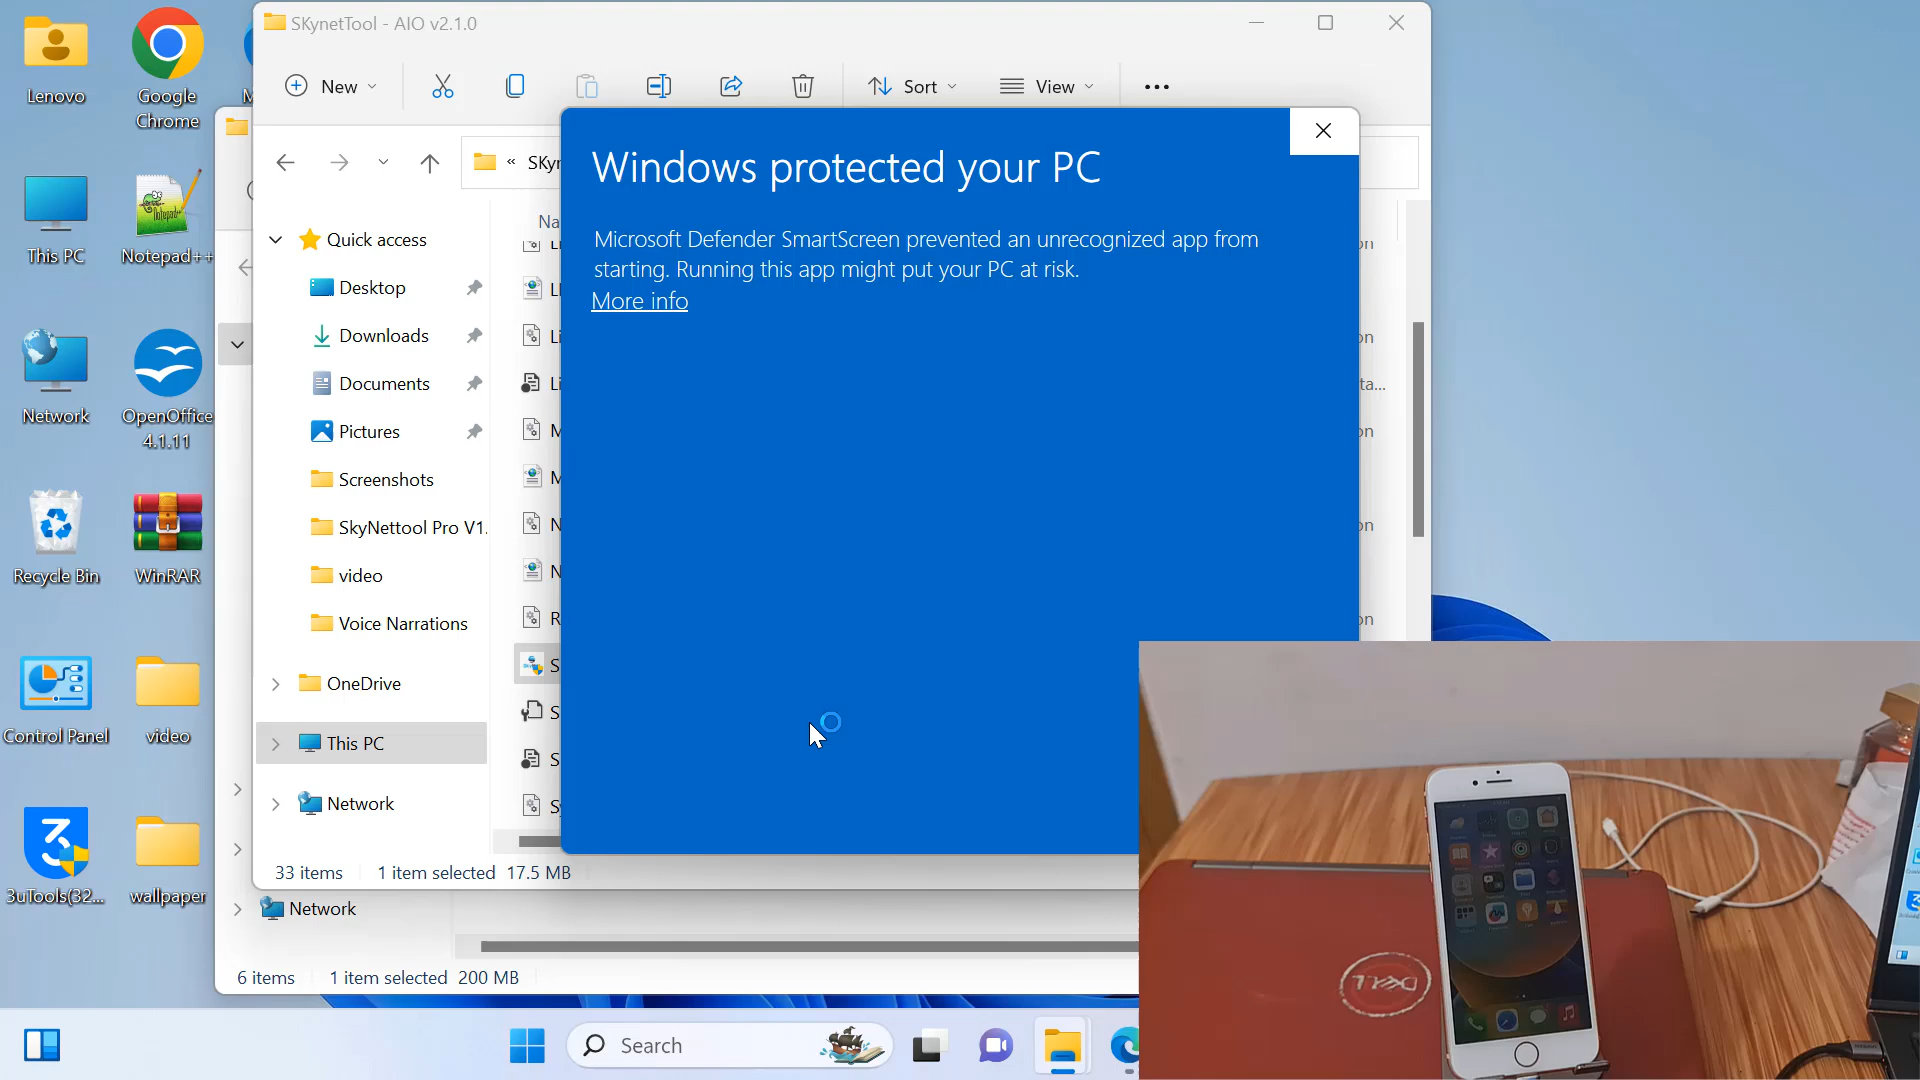 Lenovo
Google
Chrome
This PC
Notepad++
Network
OpenOffice
4.1.11
Recycle Bin
WinRAR
Control Panel
video
3uTools(32...
wallpaper
SKynetTool - AIO v2.1.0
New
Sort
View
« SKyn
Quick access
Desktop
Downloads
Documents
Pictures
Screenshots
SkyNettool Pro V1.
video
Voice Narrations
OneDrive
This PC
Network
Na
Windows protected your PC
Microsoft Defender SmartScreen prevented an unrecognized app from
starting. Running this app might put your PC at risk.
More info
33 items
1 item selected 17.5 MB
Network
6 items
1 item selected 200 MB
Search
DELL